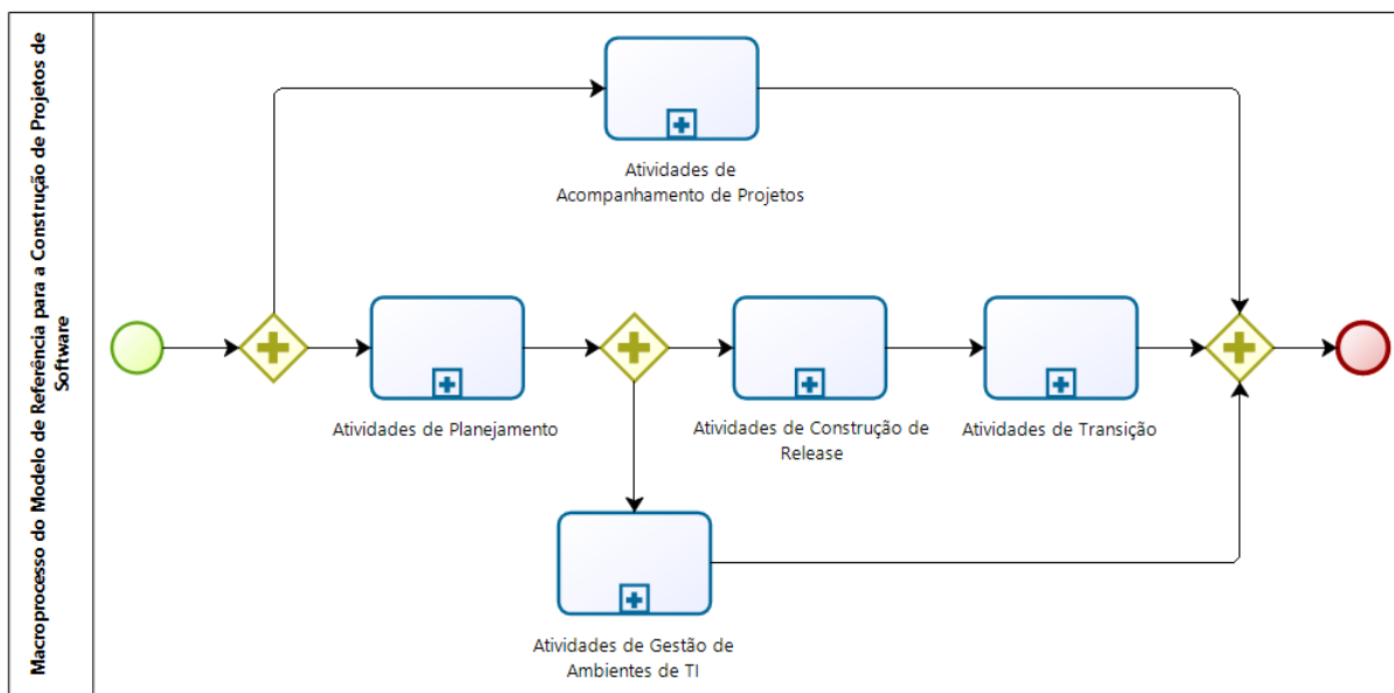 Macroprocesso do Modelo de Referência para a Construção de Projetos de
Software
Atividades de
Acompanhamento de Projetos
Atividades de Planejamento
Atividades de Construção de
Release
Atividades de Transição
Atividades de Gestão de
Ambientes de TI